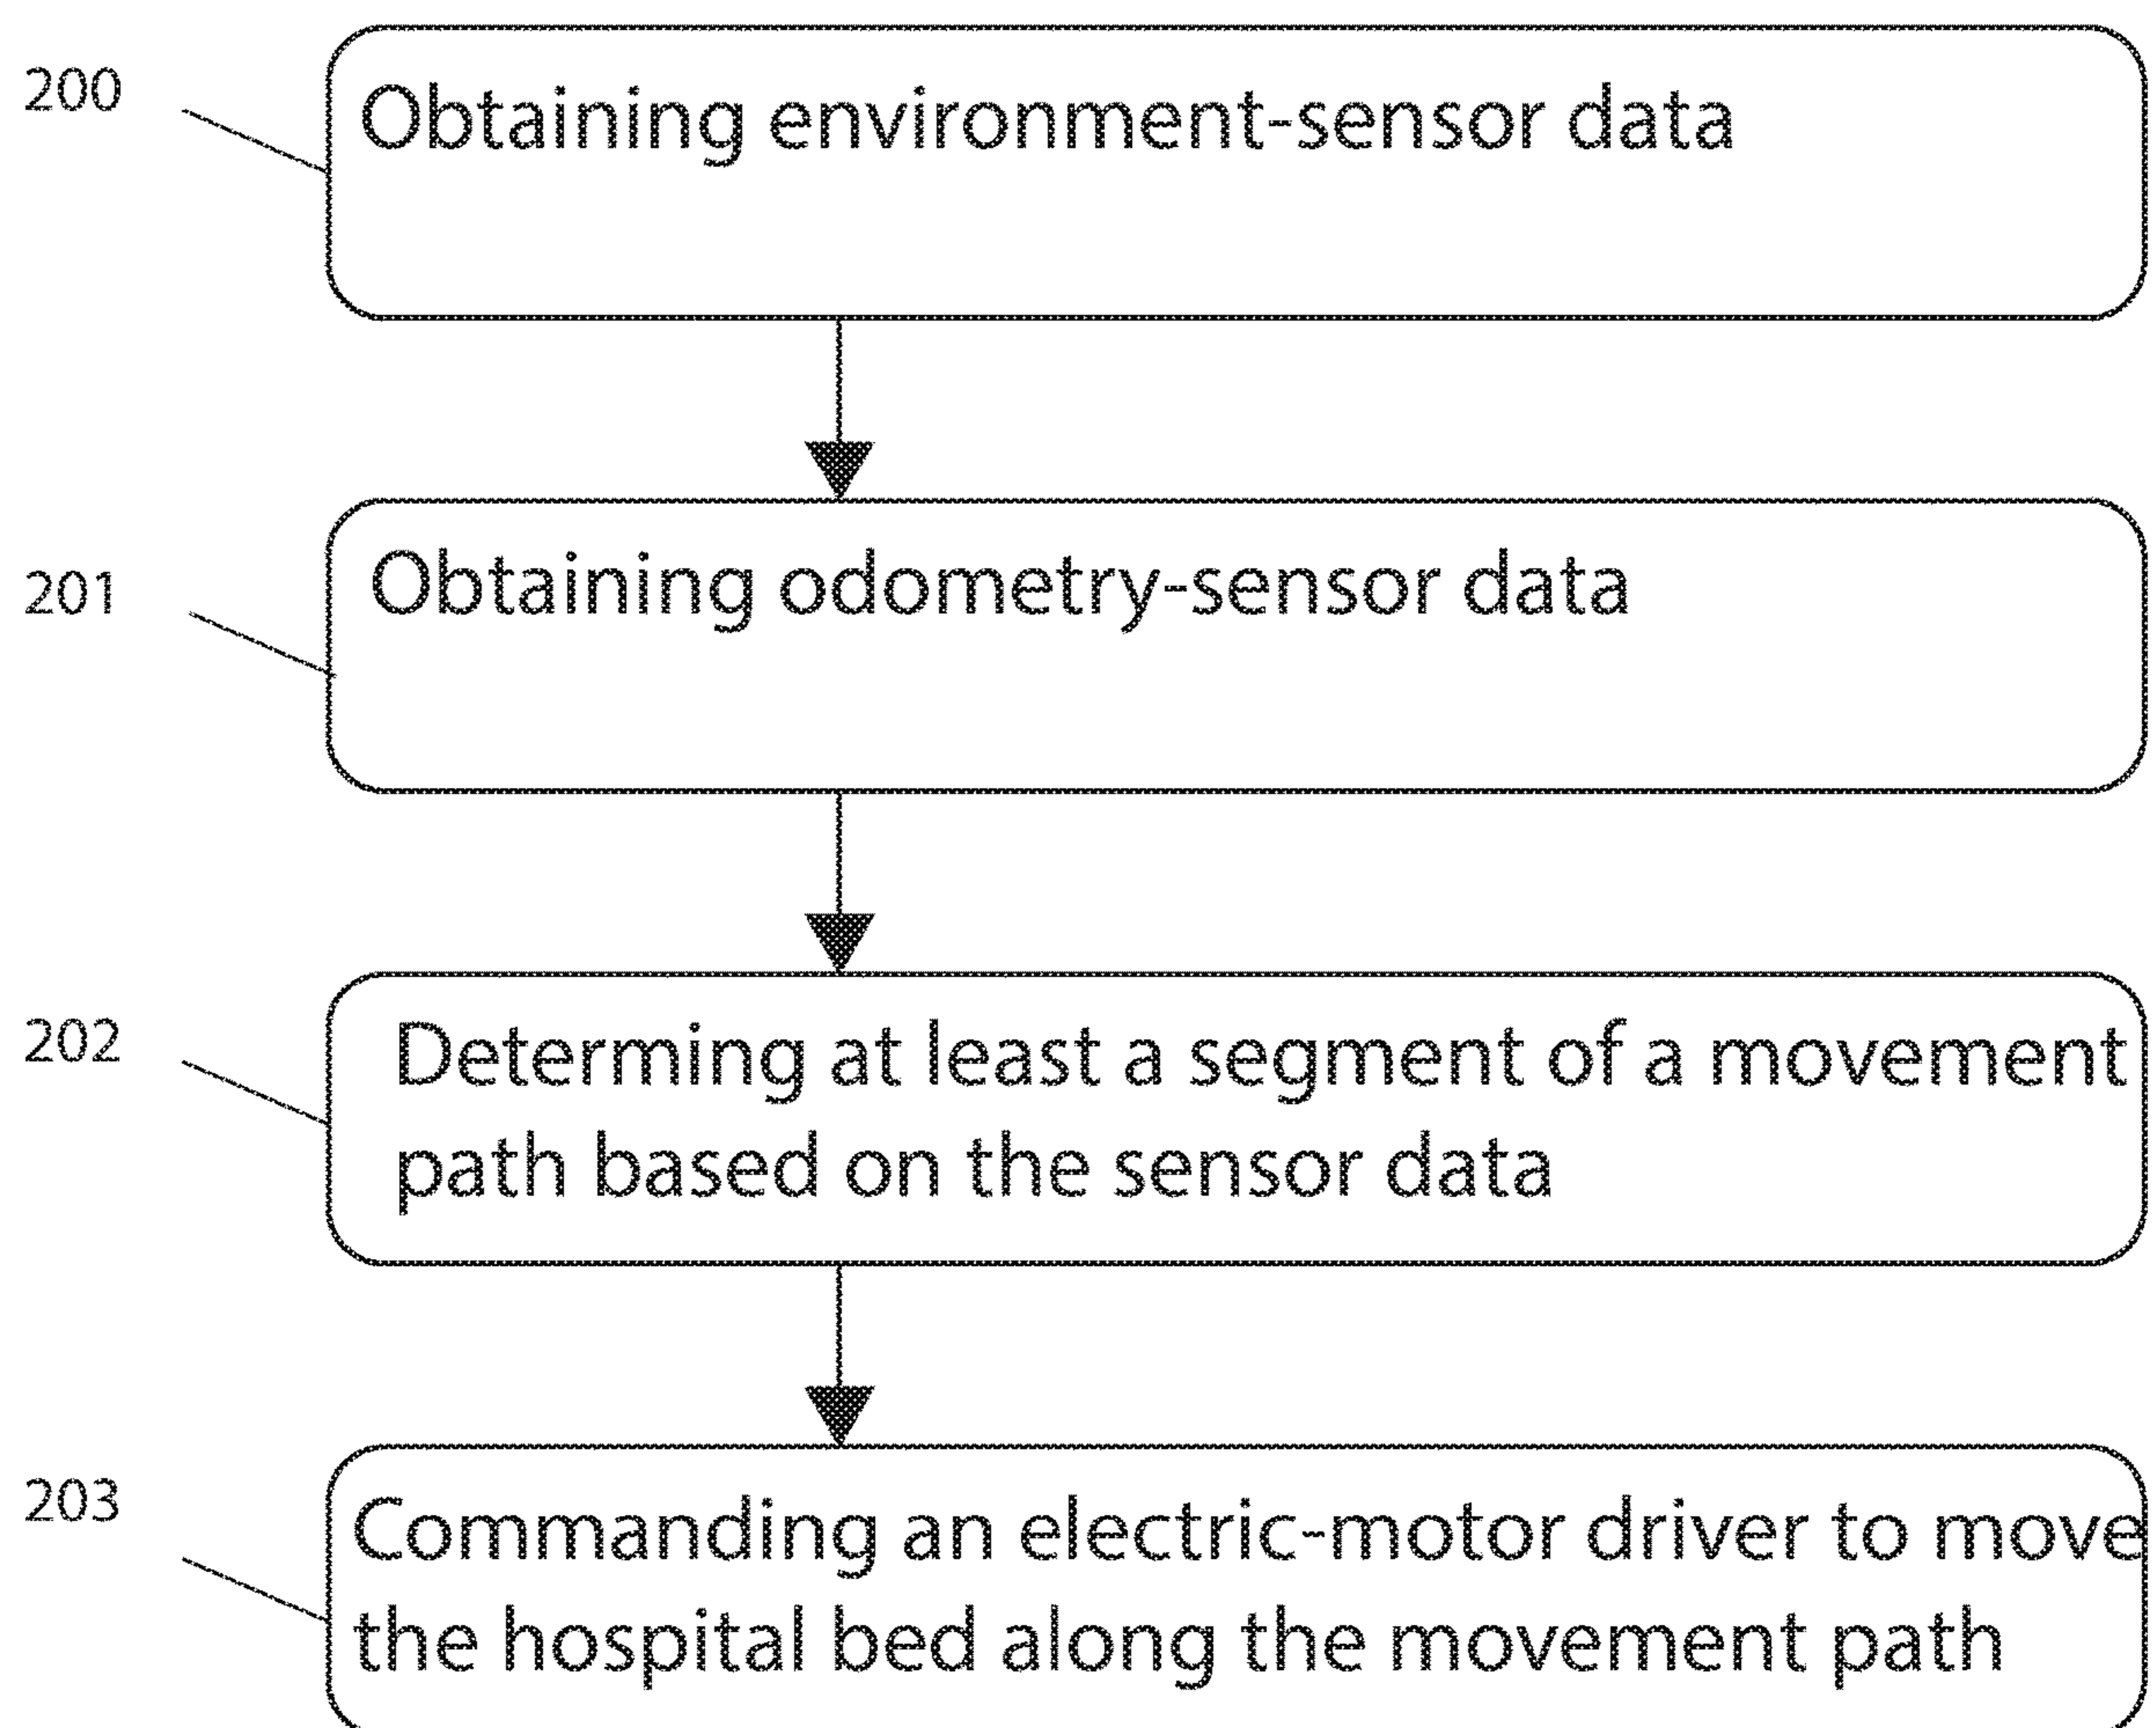 200
Obtaining environment-sensor data
201
Obtaining odometry-sensor data
202
Determing at least a segment of a movement
path based on the sensor data
203
Commanding an electric-motor driver to move
the hospital bed along the movement path